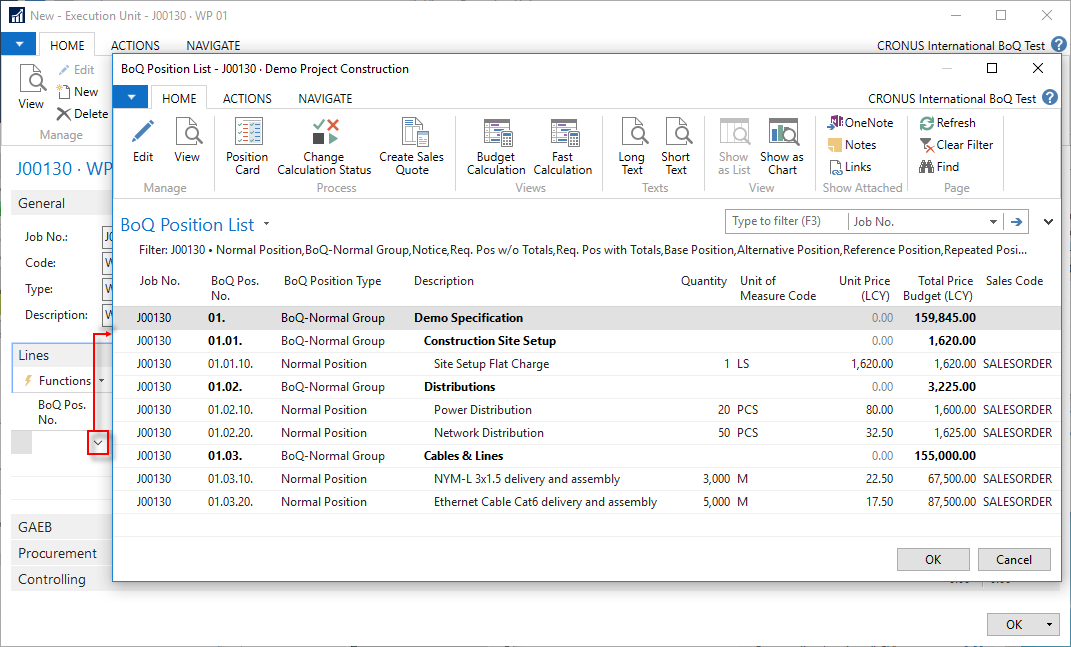 New - Execution Unit - J00130 · WP 01
HOME ACTIONS NAVIGATE
CRONUS International BoQ Test ?
View
Edit
New
Delete
Manage
J00130 · WP
General
Job No.: J0
Code: W
Type: W
Description: W
Lines
Functions
BoQ Pos.
No.
GAEB
Procurement
Controlling
OK
BoQ Position List - J00130 · Demo Project Construction
HOME ACTIONS NAVIGATE
CRONUS International BoQ Test ?
Edit
View
Manage
Position
Card
Change
Calculation Status
Create Sales
Quote
Process
Budget
Calculation
Fast
Calculation
Views
Long
Text
Short
Text
Texts
Show
as List
Show as
Chart
View
OneNote
Notes
Links
Show Attached
Refresh
Clear Filter
Find
Page
BoQ Position List
Type to filter (F3) Job No.
Filter: J00130 • Normal Position,BoQ-Normal Group,Notice,Req. Pos w/o Totals,Req. Pos with Totals,Base Position,Alternative Position,Reference Position,Repeated Posi...
Job No. BoQ Pos. No. BoQ Position Type Description Quantity Unit of Measure Code Unit Price (LCY) Total Price Budget (LCY) Sales Code
J00130 01. BoQ-Normal Group Demo Specification 0.00 159,845.00
J00130 01.01. BoQ-Normal Group Construction Site Setup 0.00 1,620.00
J00130 01.01.10. Normal Position Site Setup Flat Charge 1 LS 1,620.00 1,620.00 SALESORDER
J00130 01.02. BoQ-Normal Group Distributions 0.00 3,225.00
J00130 01.02.10. Normal Position Power Distribution 20 PCS 80.00 1,600.00 SALESORDER
J00130 01.02.20. Normal Position Network Distribution 50 PCS 32.50 1,625.00 SALESORDER
J00130 01.03. BoQ-Normal Group Cables & Lines 0.00 155,000.00
J00130 01.03.10. Normal Position NYM-L 3x1.5 delivery and assembly 3,000 M 22.50 67,500.00 SALESORDER
J00130 01.03.20. Normal Position Ethernet Cable Cat6 delivery and assembly 5,000 M 17.50 87,500.00 SALESORDER
OK Cancel